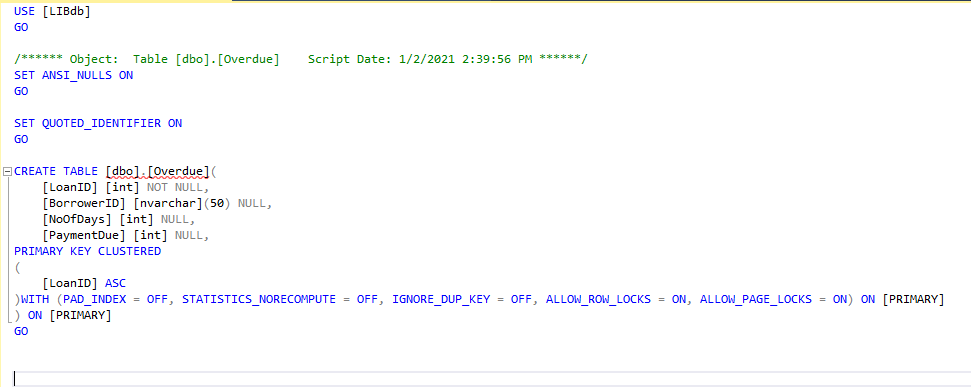 USE [LIBdb]
GO
/****** Object:  Table [dbo].[Overdue]    Script Date: 1/2/2021 2:39:56 PM ******/
SET ANSI_NULLS ON
GO
SET QUOTED_IDENTIFIER ON
GO
CREATE TABLE [dbo].[Overdue](
    [LoanID] [int] NOT NULL,
    [BorrowerID] [nvarchar](50) NULL,
    [NoOfDays] [int] NULL,
    [PaymentDue] [int] NULL,
PRIMARY KEY CLUSTERED
(
    [LoanID] ASC
)WITH (PAD_INDEX = OFF, STATISTICS_NORECOMPUTE = OFF, IGNORE_DUP_KEY = OFF, ALLOW_ROW_LOCKS = ON, ALLOW_PAGE_LOCKS = ON) ON [PRIMARY]
) ON [PRIMARY]
GO